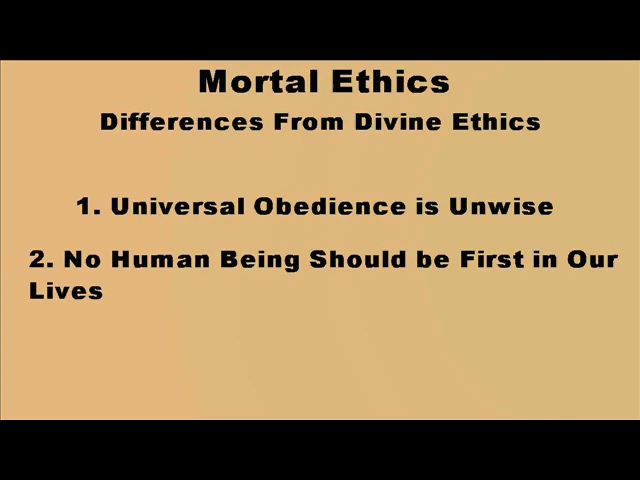 Mortal Ethics
Differences From Divine Ethics
1. Universal Obedience is Unwise
2. No Human Being Should be First in Our
Lives